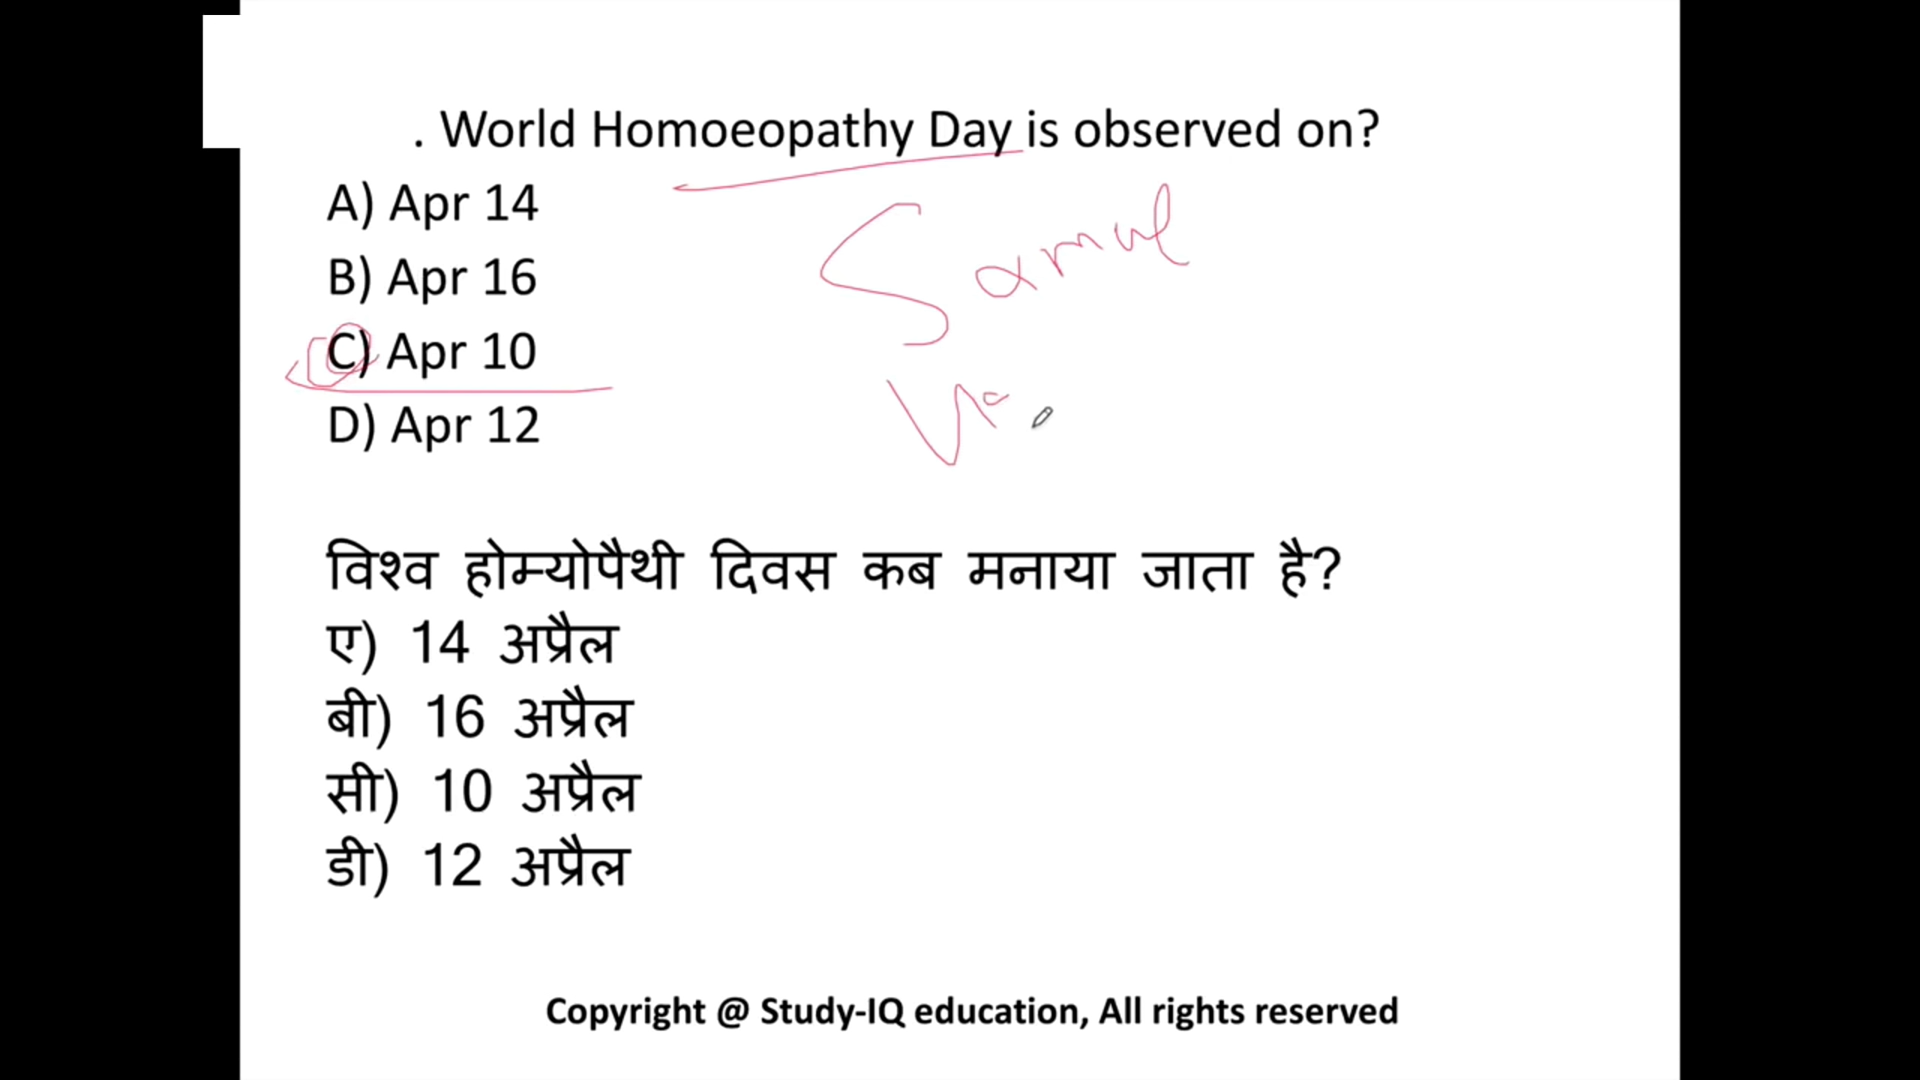 . World Homoeopathy Day is observed on?
A) Apr 14
B) Apr 16
C) Apr 10
D) Apr 12
Samuel
विश्व होम्योपैथी दिवस कब मनाया जाता है?
ए) 14 अप्रैल
बी) 16 अप्रैल
सी) 10 अप्रैल
डी) 12 अप्रैल
Copyright @ Study-IQ education, All rights reserved